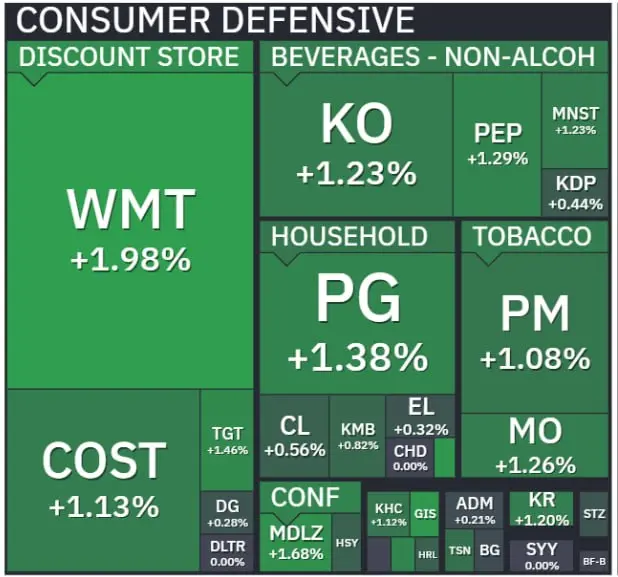 CONSUMER DEFENSIVE
DISCOUNT STORE
WMT
+1.98%
COST
+1.13%
TGT
+1.46%
DG
+0.28%
DLTR
0.00%
BEVERAGES - NON-ALCOH
KO
+1.23%
PEP
+1.29%
MNST
+1.23%
KDP
+0.44%
HOUSEHOLD
PG
+1.38%
CL
+0.56%
KMB
+0.82%
EL
+0.32%
CHD
0.00%
TOBACCO
PM
+1.08%
MO
+1.26%
CONF
MDLZ
+1.68%
HSY
KHC
+1.12%
GIS
HRL
ADM
+0.21%
TSN
BG
KR
+1.20%
SYY
0.00%
STZ
BF-B